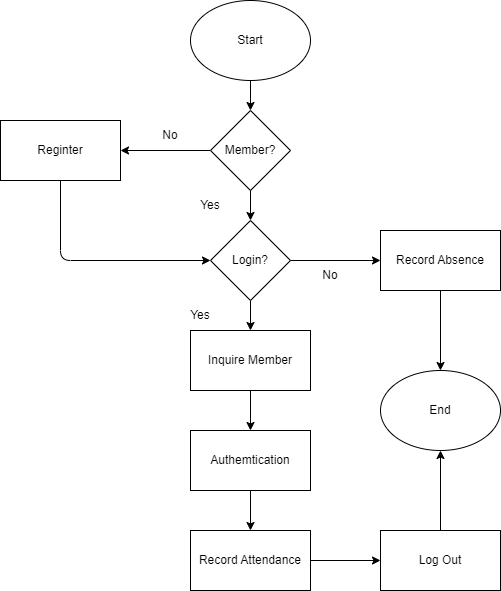 Start
No
Member?
Reginter
Yes
Login?
No
Record Absence
Yes
Inquire Member
End
Authemtication
Record Attendance
Log Out